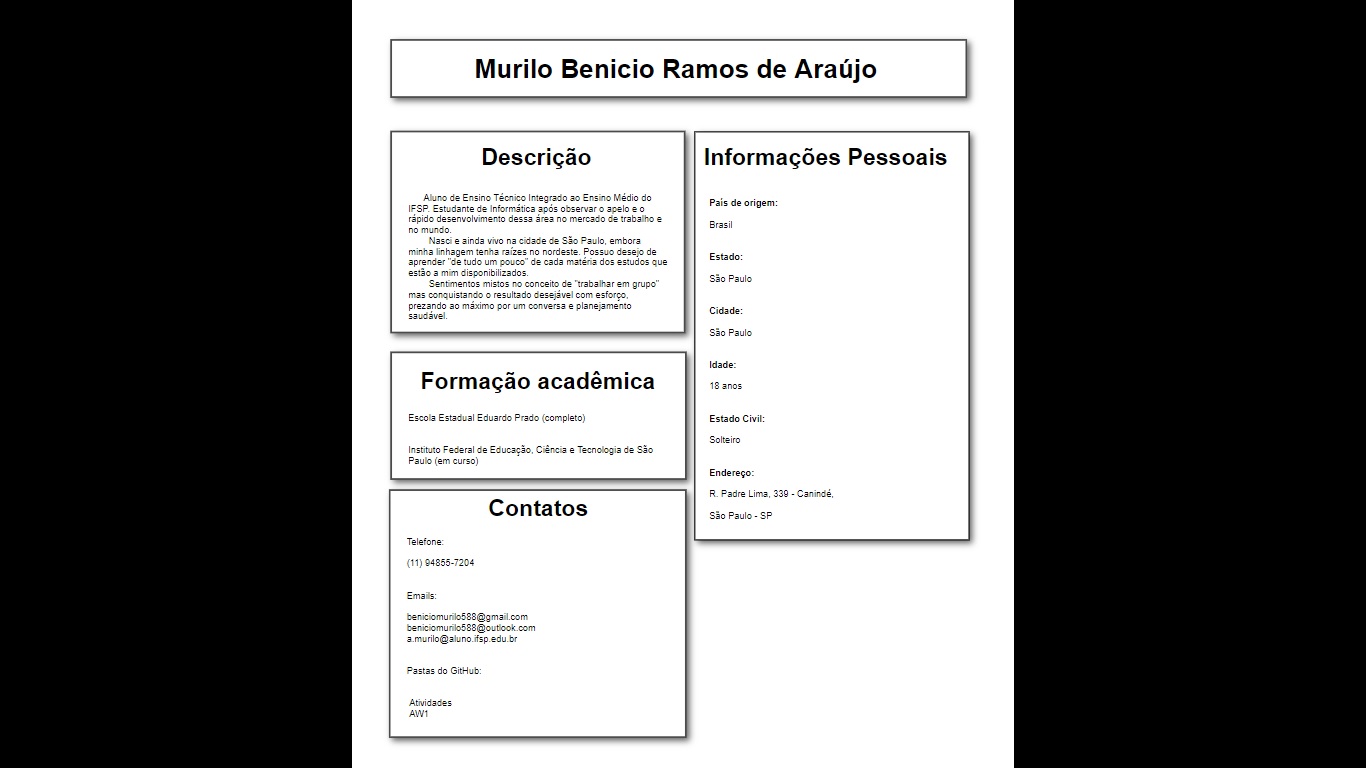 Murilo Benicio Ramos de Araújo
Descrição
Aluno de Ensino Técnico Integrado ao Ensino Médio do
IFSP. Estudante de Informática após observar o apelo e o
rápido desenvolvimento dessa área no mercado de trabalho e
no mundo.
Nasci e ainda vivo na cidade de São Paulo, embora
minha linhagem tenha raízes no nordeste. Possuo desejo de
aprender "de tudo um pouco" de cada matéria dos estudos que
estão a mim disponibilizados.
Sentimentos mistos no conceito de "trabalhar em grupo"
mas conquistando o resultado desejável com esforço,
prezando ao máximo por um conversa e planejamento
saudável.
Formação acadêmica
Escola Estadual Eduardo Prado (completo)
Instituto Federal de Educação, Ciência e Tecnologia de São
Paulo (em curso)
Contatos
Telefone:
(11) 94855-7204
Emails:
beniciomurilo588@gmail.com
beniciomurilo588@outlook.com
a.murilo@aluno.ifsp.edu.br
Pastas do GitHub:
Atividades
AW1
Informações Pessoais
País de origem:
Brasil
Estado:
São Paulo
Cidade:
São Paulo
Idade:
18 anos
Estado Civil:
Solteiro
Endereço:
R. Padre Lima, 339 - Canindé,
São Paulo - SP